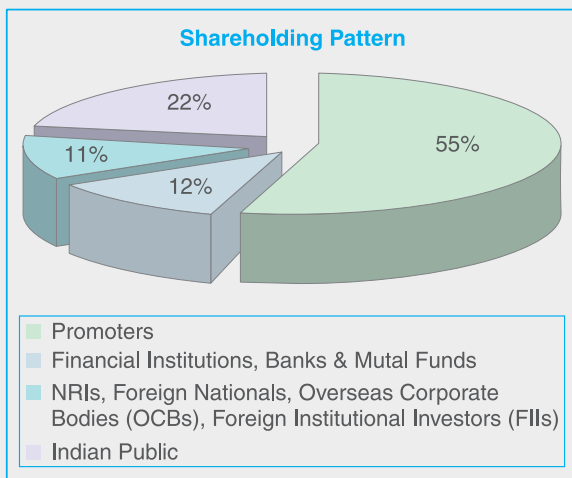 Shareholding Pattern
22%
55%
11%
12%
Promoters
Financial Institutions, Banks & Mutal Funds
NRIs, Foreign Nationals, Overseas Corporate
Bodies (OCBs), Foreign Institutional Investors (FIIs)
Indian Public